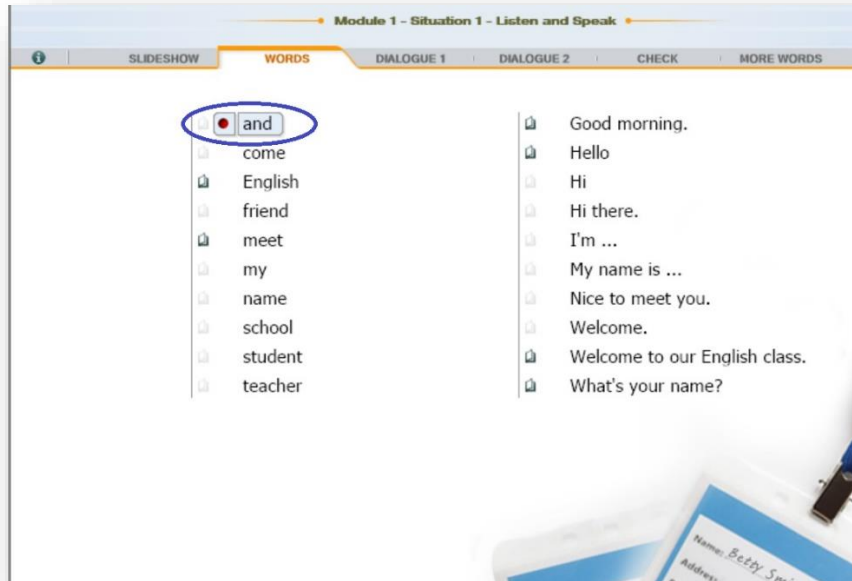 Module 1 - Situation 1 - Listen and Speak
SLIDESHOW WORDS DIALOGUE 1 DIALOGUE 2 CHECK MORE WORDS
and
come
English
friend
meet
my
name
school
student
teacher
Good morning.
Hello
Hi
Hi there.
I'm ...
My name is ...
Nice to meet you.
Welcome.
Welcome to our English class.
What's your name?
Name: Betty